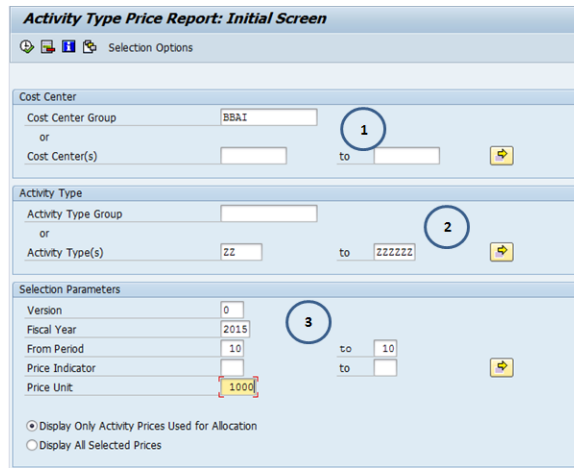 Activity Type Price Report: Initial Screen
Selection Options
Cost Center
Cost Center Group BBAI
or
Cost Center(s) to
1
Activity Type
Activity Type Group
or
Activity Type(s) ZZ to ZZZZZZ
2
Selection Parameters
Version 0
3
Fiscal Year 2015
From Period 10 to 10
Price Indicator to
Price Unit 1000
Display Only Activity Prices Used for Allocation
Display All Selected Prices